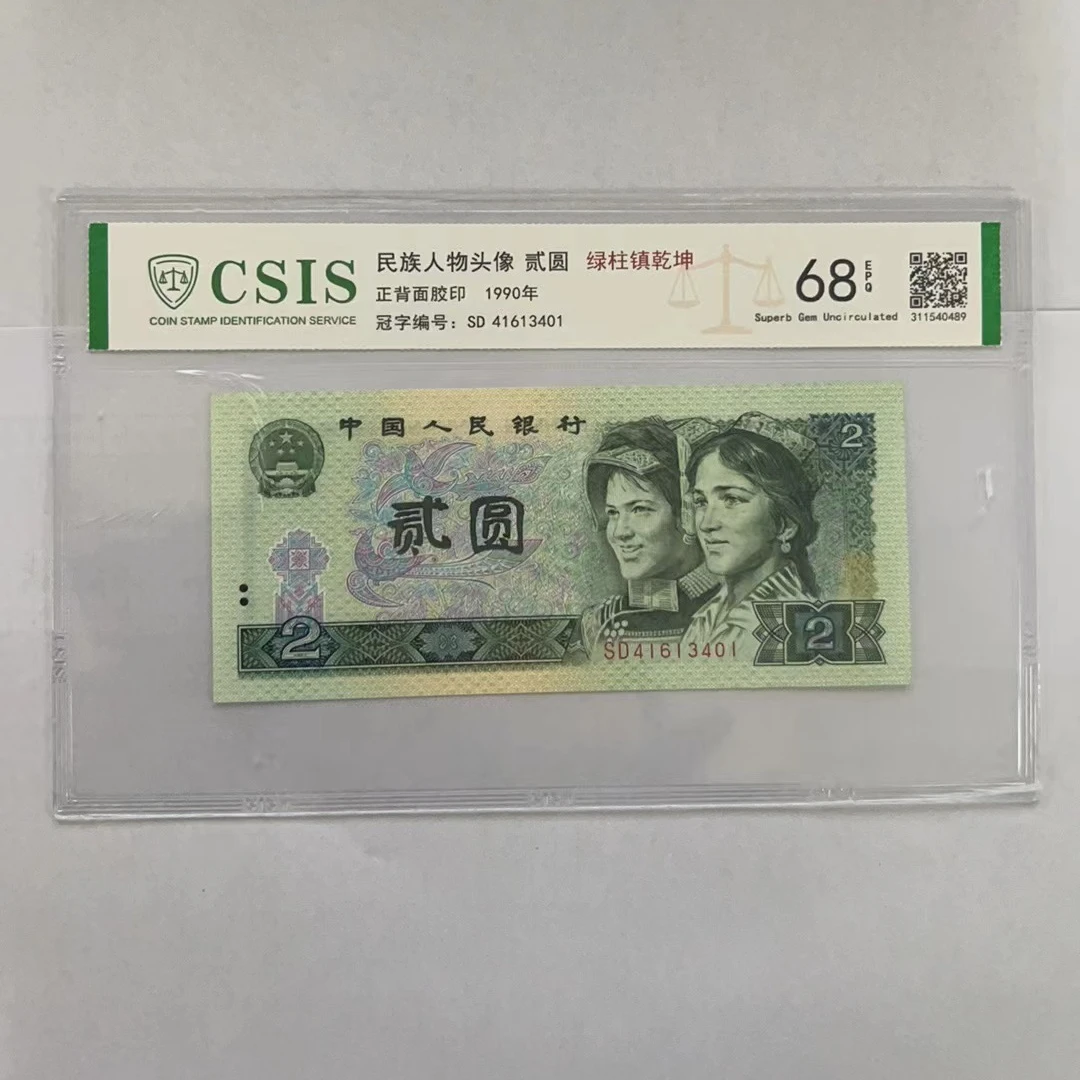 CSIS
COIN STAMP IDENTIFICATION SERVICE
民族人物头像 贰圆 绿柱镇乾坤
正背面胶印 1990年
冠字编号：SD 41613401
68 EPQ
Superb Gem Uncirculated
311540489
中国人民银行
2
贰圆
2
SD41613401
2